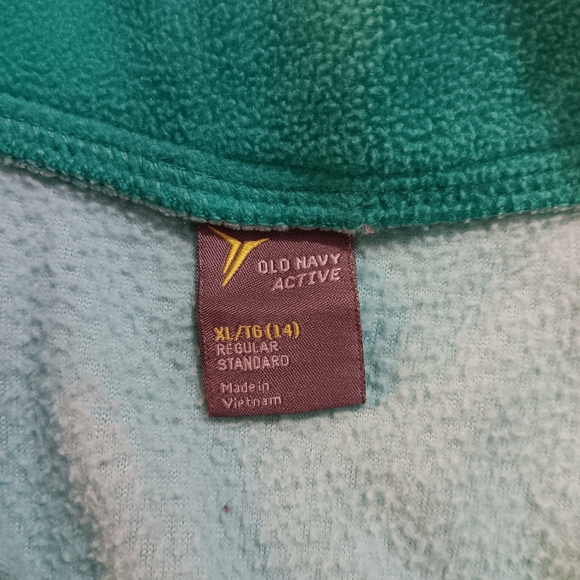 OLD NAVY
ACTIVE
XL/TG (14)
REGULAR
STANDARD
Made in
Vietnam